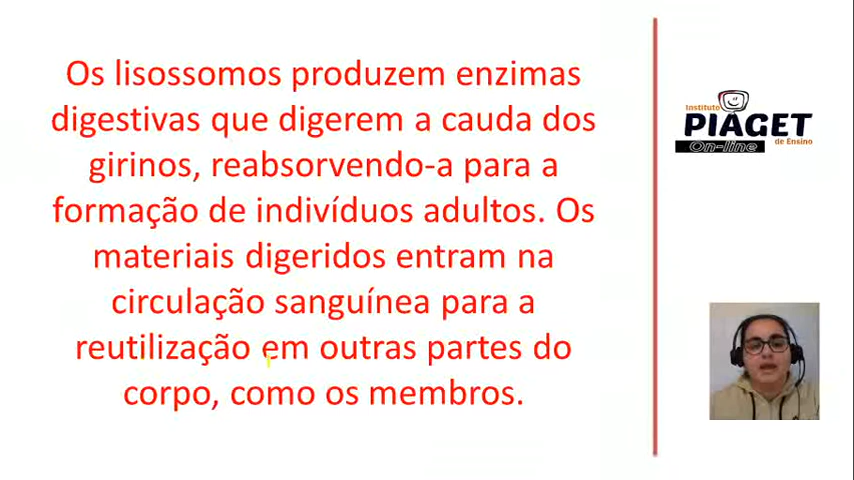 Os lisossomos produzem enzimas
digestivas que digerem a cauda dos
girinos, reabsorvendo-a para a
formação de indivíduos adultos. Os
materiais digeridos entram na
circulação sanguínea para a
reutilização em outras partes do
corpo, como os membros.
Instituto
PIAGET
de Ensino
On-line